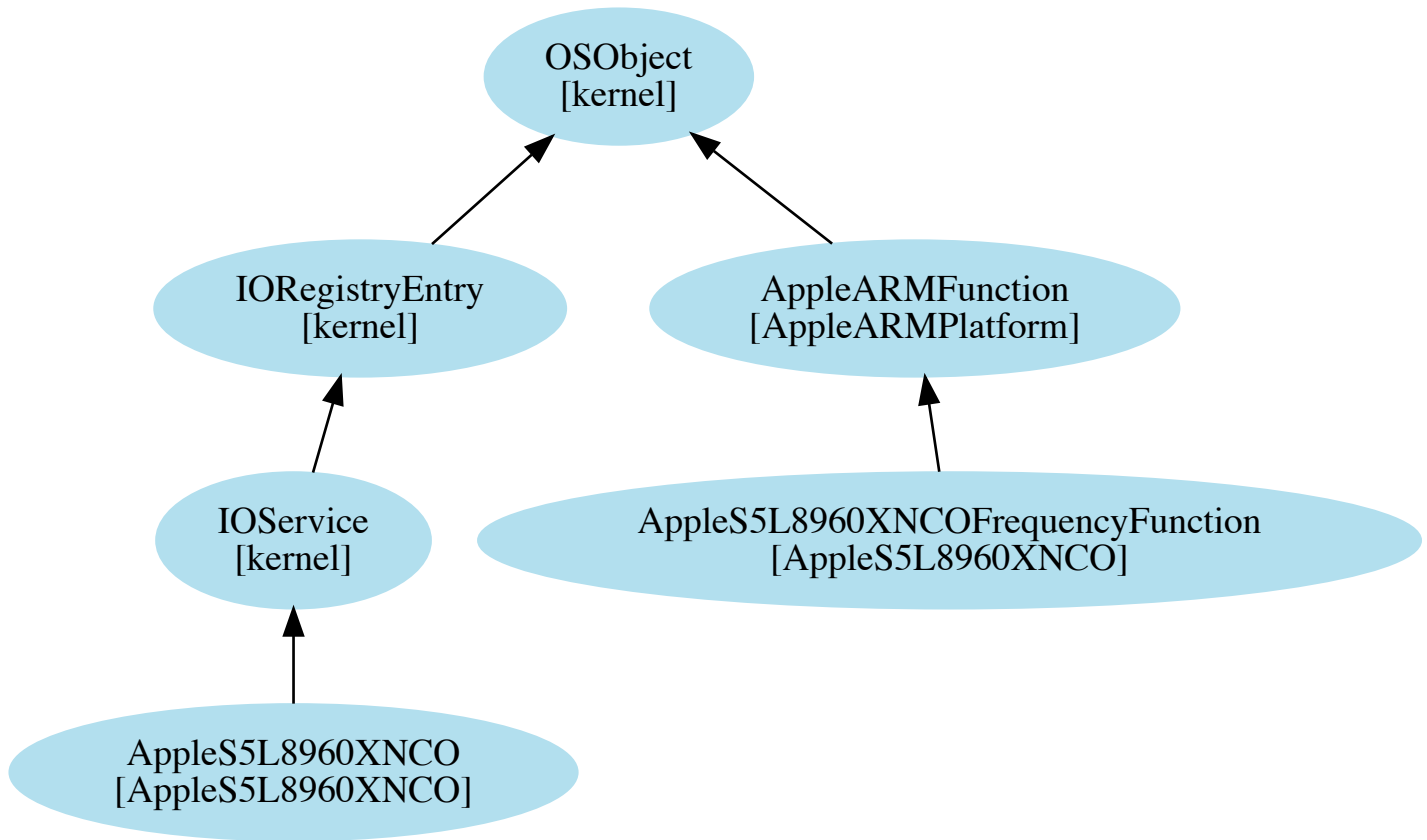 OSObject
[kernel]
IORegistryEntry
[kernel]
AppleARMFunction
[AppleARMPlatform]
IOService
[kernel]
AppleS5L8960XNCOFrequencyFunction
[AppleS5L8960XNCO]
AppleS5L8960XNCO
[AppleS5L8960XNCO]